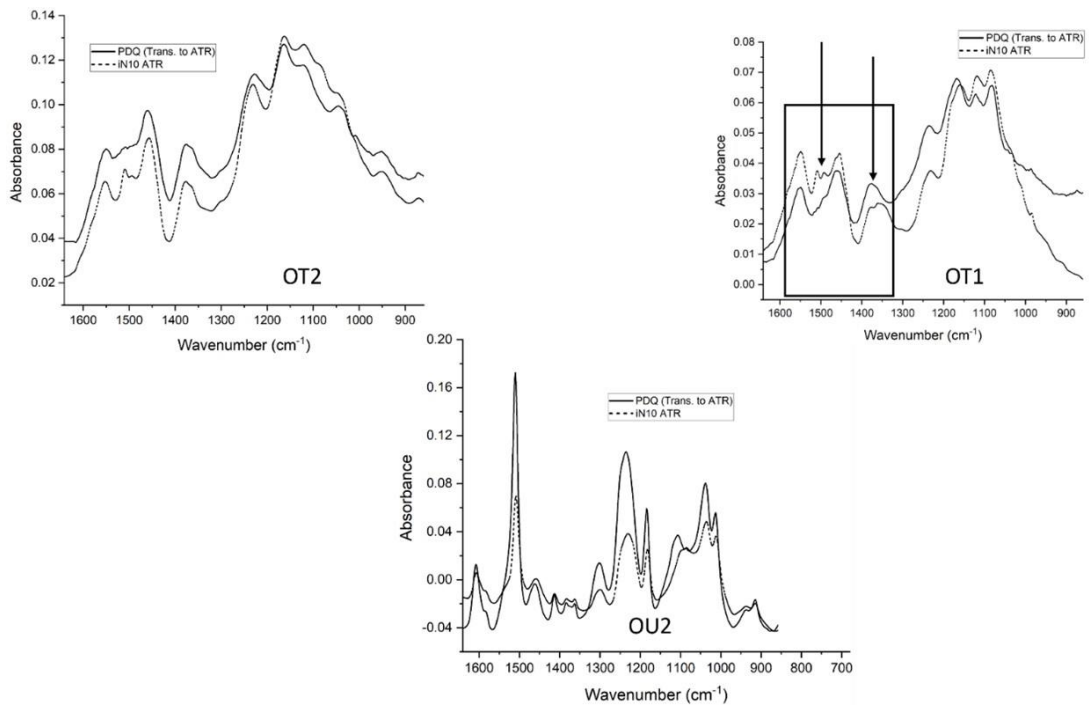 0.14
0.12
0.10
0.08
0.06
0.04
0.02
Absorbance
PDQ (Trans. to ATR)
iN10 ATR
OT2
1600 1500 1400 1300 1200 1100 1000 900
Wavenumber (cm-1)
0.08
0.07
0.06
0.05
0.04
0.03
0.02
0.01
0.00
Absorbance
PDQ (Trans. to ATR)
iN10 ATR
OT1
1600 1500 1400 1300 1200 1100 1000 900
Wavenumber (cm-1)
0.20
0.16
0.12
0.08
0.04
0.00
-0.04
Absorbance
PDQ (Trans. to ATR)
iN10 ATR
OU2
1600 1500 1400 1300 1200 1100 1000 900 800 700
Wavenumber (cm-1)